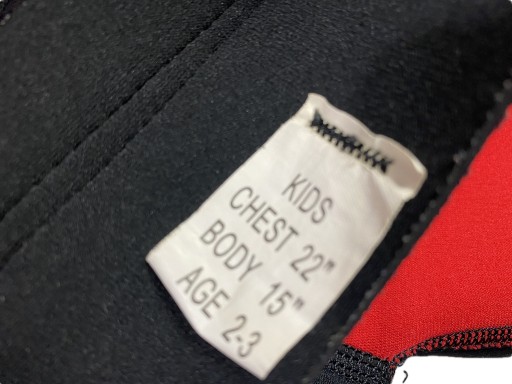 KIDS
CHEST 22"
BODY 15"
AGE 2-3